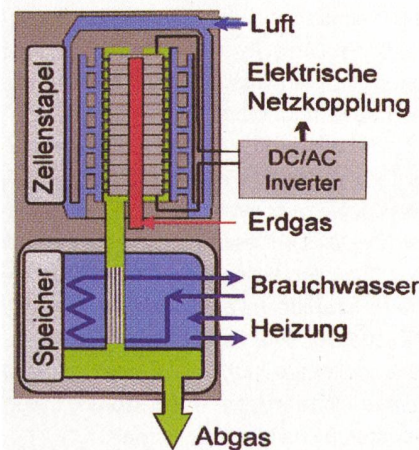 Luft
Elektrische
Netzkopplung
Zellenstapel
DC/AC
Inverter
Erdgas
Speicher
Brauchwasser
Heizung
Abgas